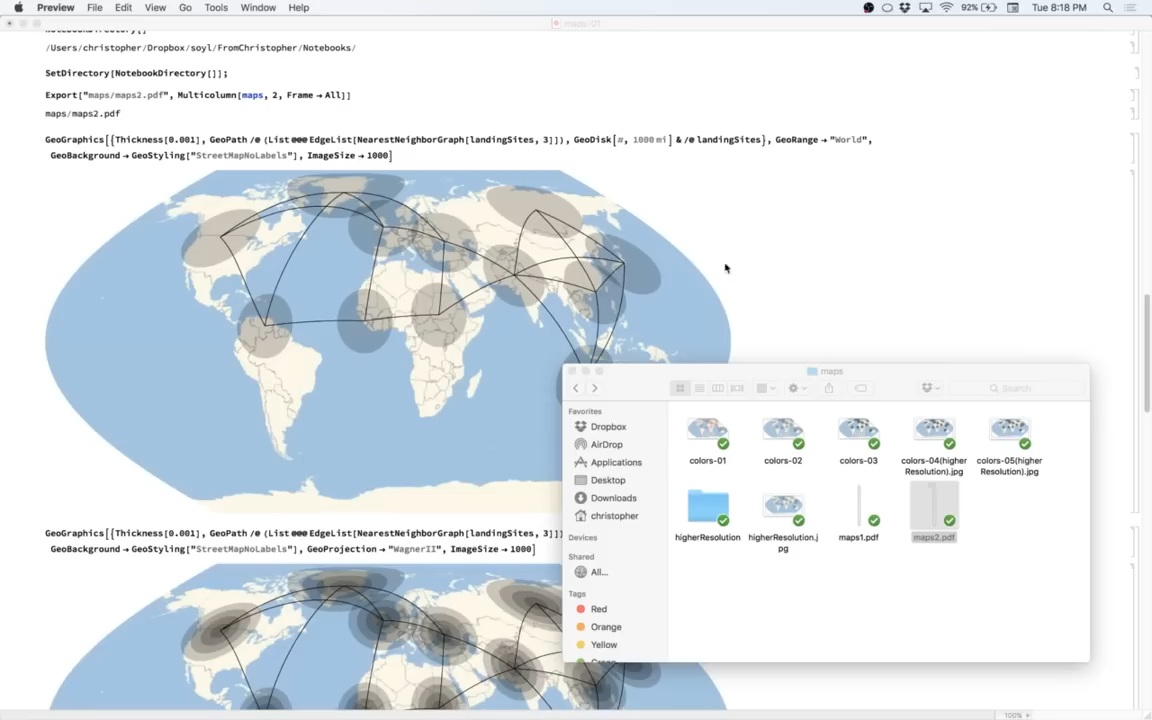 Preview File Edit View Go Tools Window Help 92% Tue 8:18 PM
maps-01
NotebookDirectory[]
/Users/christopher/Dropbox/soyl/FromChristopher/Notebooks/
SetDirectory[NotebookDirectory[]];
Export["maps/maps2.pdf", Multicolumn[maps, 2, Frame→All]]
maps/maps2.pdf
GeoGraphics[{Thickness[0.001], GeoPath /@ (List @@@ EdgeList[NearestNeighborGraph[landingSites, 3]]), GeoDisk[#, 1000 mi] & /@ landingSites}, GeoRange→"World",
GeoBackground→GeoStyling["StreetMapNoLabels"], ImageSize→1000]
maps
Search
Favorites
Dropbox
AirDrop
Applications
Desktop
Downloads
christopher
Devices
Shared
All...
Tags
Red
Orange
Yellow
colors-01
colors-02
colors-03
colors-04(higher
Resolution).jpg
colors-05(higher
Resolution).jpg
higherResolution
higherResolution.j
pg
maps1.pdf
maps2.pdf
GeoGraphics[{Thickness[0.001], GeoPath /@ (List @@@ EdgeList[NearestNeighborGraph[landingSites, 3]
GeoBackground→GeoStyling["StreetMapNoLabels"], GeoProjection→"WagnerII", ImageSize→1000]
100%